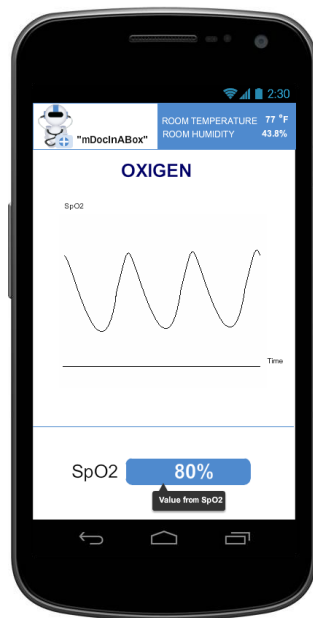 2:30
"mDocInABox"
ROOM TEMPERATURE 77 °F
ROOM HUMIDITY 43.8%
OXIGEN
SpO2
Time
SpO2 80%
Value from SpO2